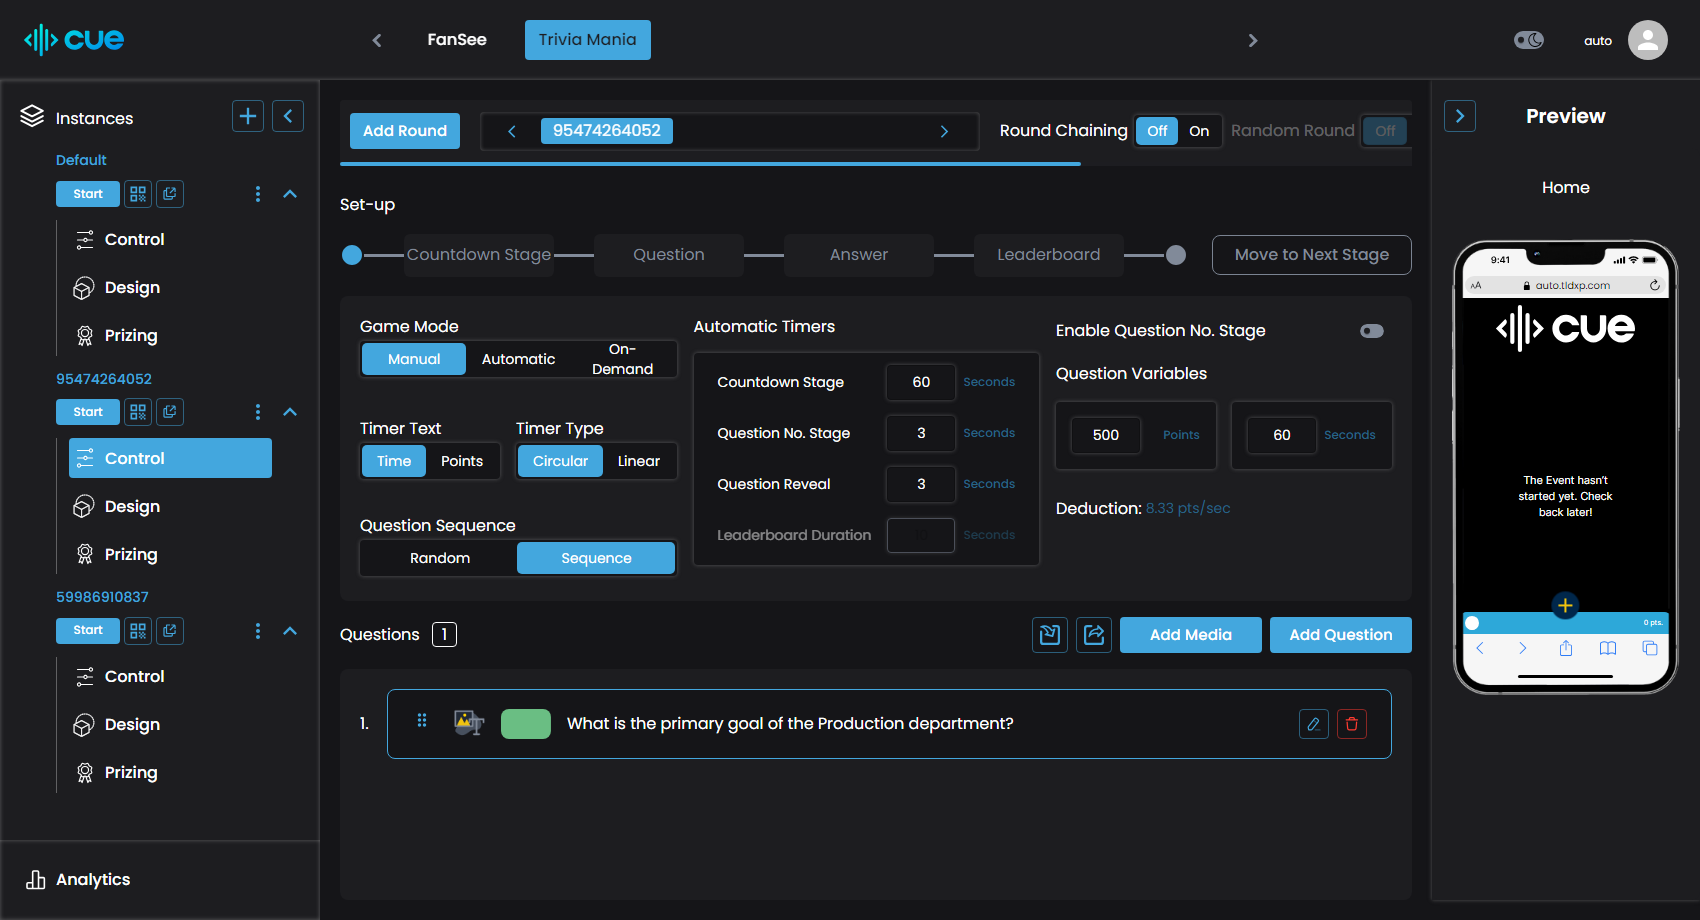 cue
FanSee
Trivia Mania
auto
Instances
Default
Start
Control
Design
Prizing
95474264052
Start
Control
Design
Prizing
59986910837
Start
Control
Design
Prizing
Analytics
Add Round
95474264052
Round Chaining
Off
On
Random Round
Off
Set-up
Countdown Stage
Question
Answer
Leaderboard
Move to Next Stage
Game Mode
Manual
Automatic
On-
Demand
Timer Text
Time
Points
Timer Type
Circular
Linear
Question Sequence
Random
Sequence
Automatic Timers
Countdown Stage
60
Seconds
Question No. Stage
3
Seconds
Question Reveal
3
Seconds
Leaderboard Duration
Seconds
Enable Question No. Stage
Question Variables
500
Points
60
Seconds
Deduction: 8.33 pts/sec
Questions
1
Add Media
Add Question
1.
What is the primary goal of the Production department?
Preview
Home
9:41
AA
auto.tldxp.com
cue
The Event hasn't
started yet. Check
back later!
0 pts.